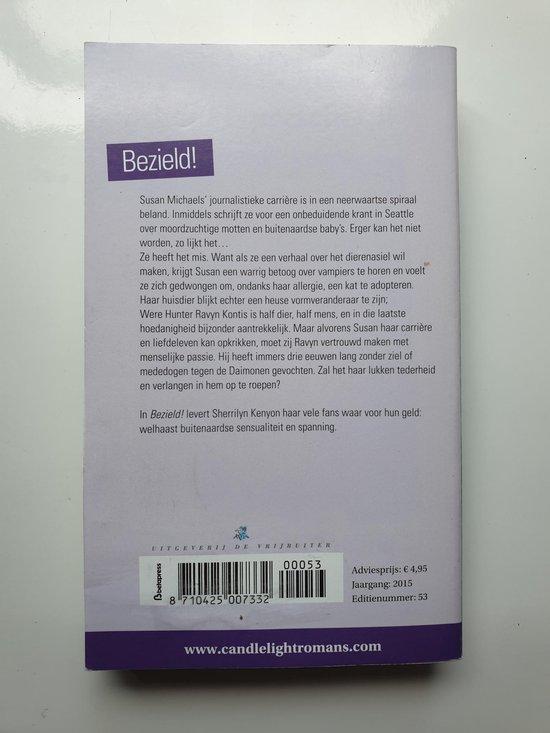 Bezield!
Susan Michaels' journalistieke carrière is in een neerwaartse spiraal
beland. Inmiddels schrijft ze voor een onbeduidende krant in Seattle
over moordzuchtige motten en buitenaardse baby's. Erger kan het niet
worden, zo lijkt het...
Ze heeft het mis. Want als ze een verhaal over het dierenasiel wil
maken, krijgt Susan een warrig betoog over vampiers te horen en voelt
ze zich gedwongen om, ondanks haar allergie, een kat te adopteren.
Haar huisdier blijkt echter een heuse vormveranderaar te zijn;
Were Hunter Ravyn Kontis is half dier, half mens, en in die laatste
hoedanigheid bijzonder aantrekkelijk. Maar alvorens Susan haar carrière
en liefdeleven kan opkrikken, moet zij Ravyn vertrouwd maken met
menselijke passie. Hij heeft immers drie eeuwen lang zonder ziel of
mededogen tegen de Daimonen gevochten. Zal het haar lukken tederheid
en verlangen in hem op te roepen?
In Bezield! levert Sherrilyn Kenyon haar vele fans waar voor hun geld:
welhaast buitenaardse sensualiteit en spanning.
UITGEVERIJ DE VRIJBUITER
betapress
00053
8 710425 007332
Adviesprijs: € 4,95
Jaargang: 2015
Editienummer: 53
www.candlelightromans.com